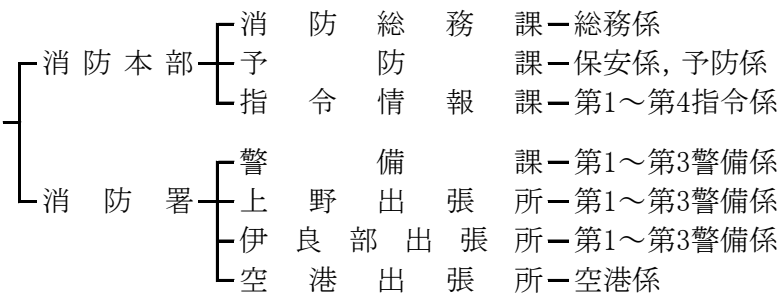 消防総務課 総務係
消防本部 予防課 保安係, 予防係
指令情報課 第1～第4指令係
警備課 第1～第3警備係
消防署 上野出張所 第1～第3警備係
伊良部出張所 第1～第3警備係
空港出張所 空港係